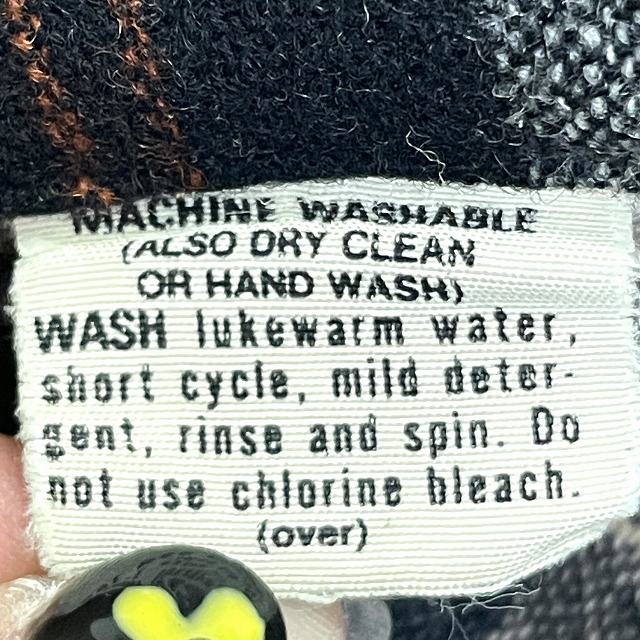 MACHINE WASHABLE
(ALSO DRY CLEAN
OR HAND WASH)
WASH lukewarm water,
short cycle, mild deter-
gent, rinse and spin. Do
not use chlorine bleach.
(over)